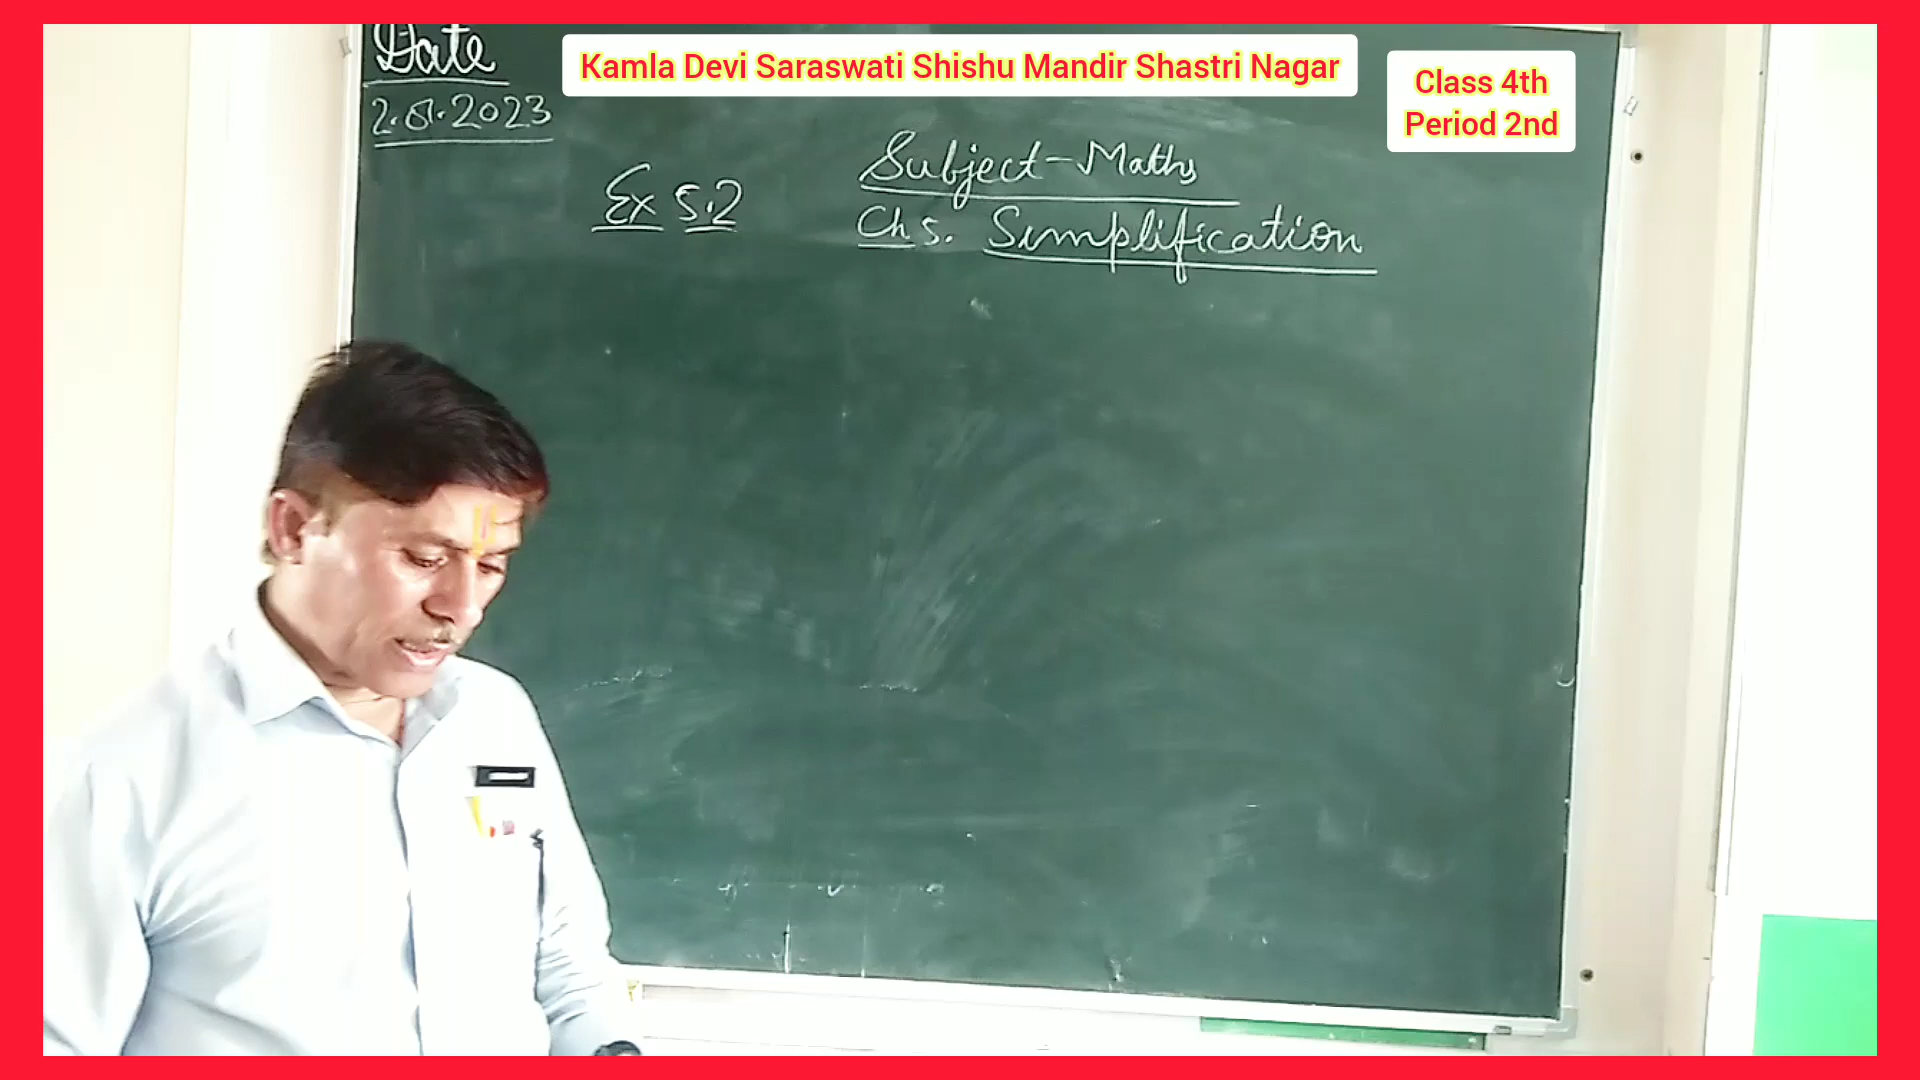 Kamla Devi Saraswati Shishu Mandir Shastri Nagar
Class 4th
Period 2nd
Date
2.01.2023
Subject-Maths
Ex 5.2
Ch 5. Simplification